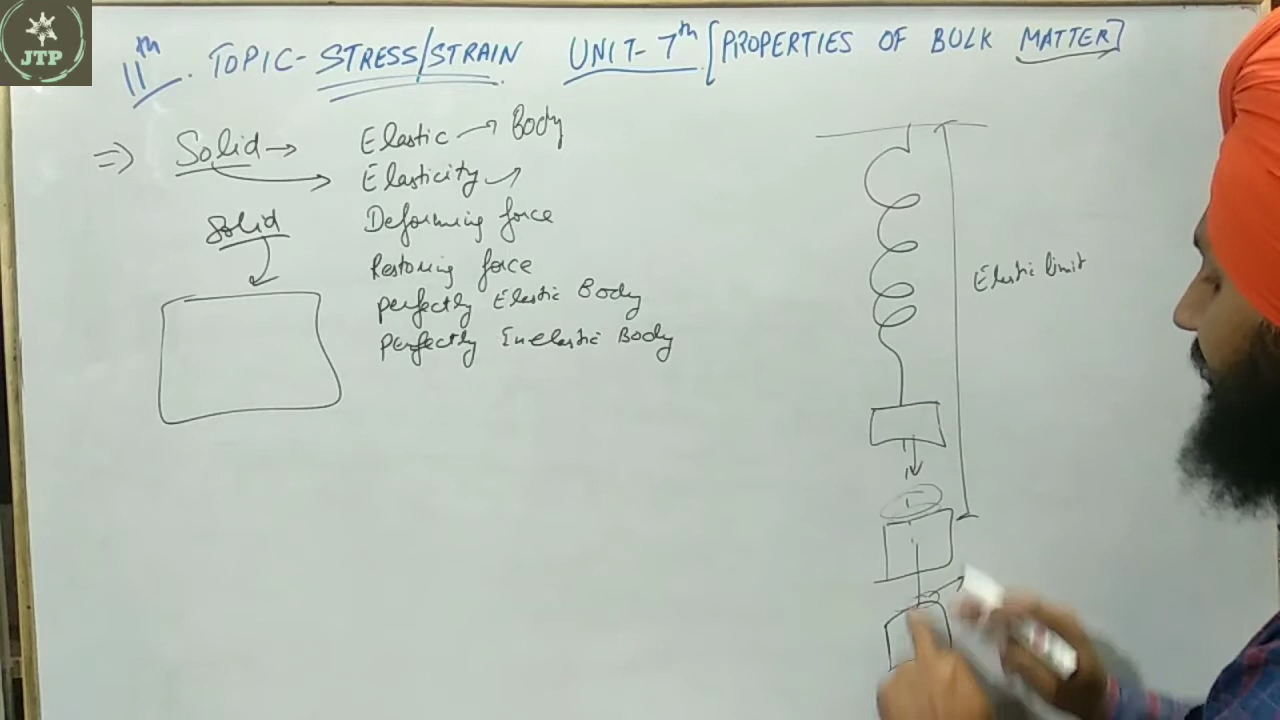 JTP
11th. TOPIC- STRESS/STRAIN UNIT- 7th [PROPERTIES OF BULK MATTER]
⇒ Solid → Elastic → Body
Elasticity
Solid
Deforming force
Restoring force
Perfectly Elastic Body
Perfectly Inelastic Body
Elastic limit